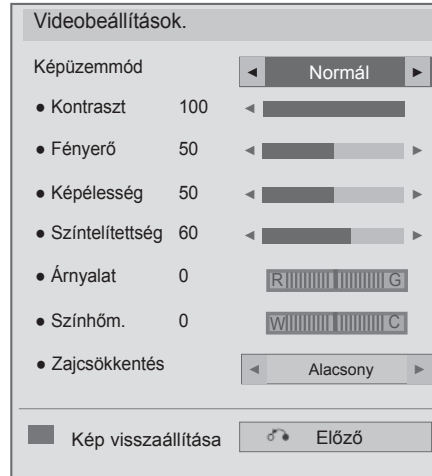 Videobeállítások.
Képüzemmód ◄ Normál ►
● Kontraszt 100 ◄
● Fényerő 50 ◄ ►
● Képélesség 50 ◄ ►
● Színtelítettség 60 ◄ ►
● Árnyalat 0 R G
● Színhőm. 0 W C
● Zajcsökkentés ◄ Alacsony ►
Kép visszaállítása Előző